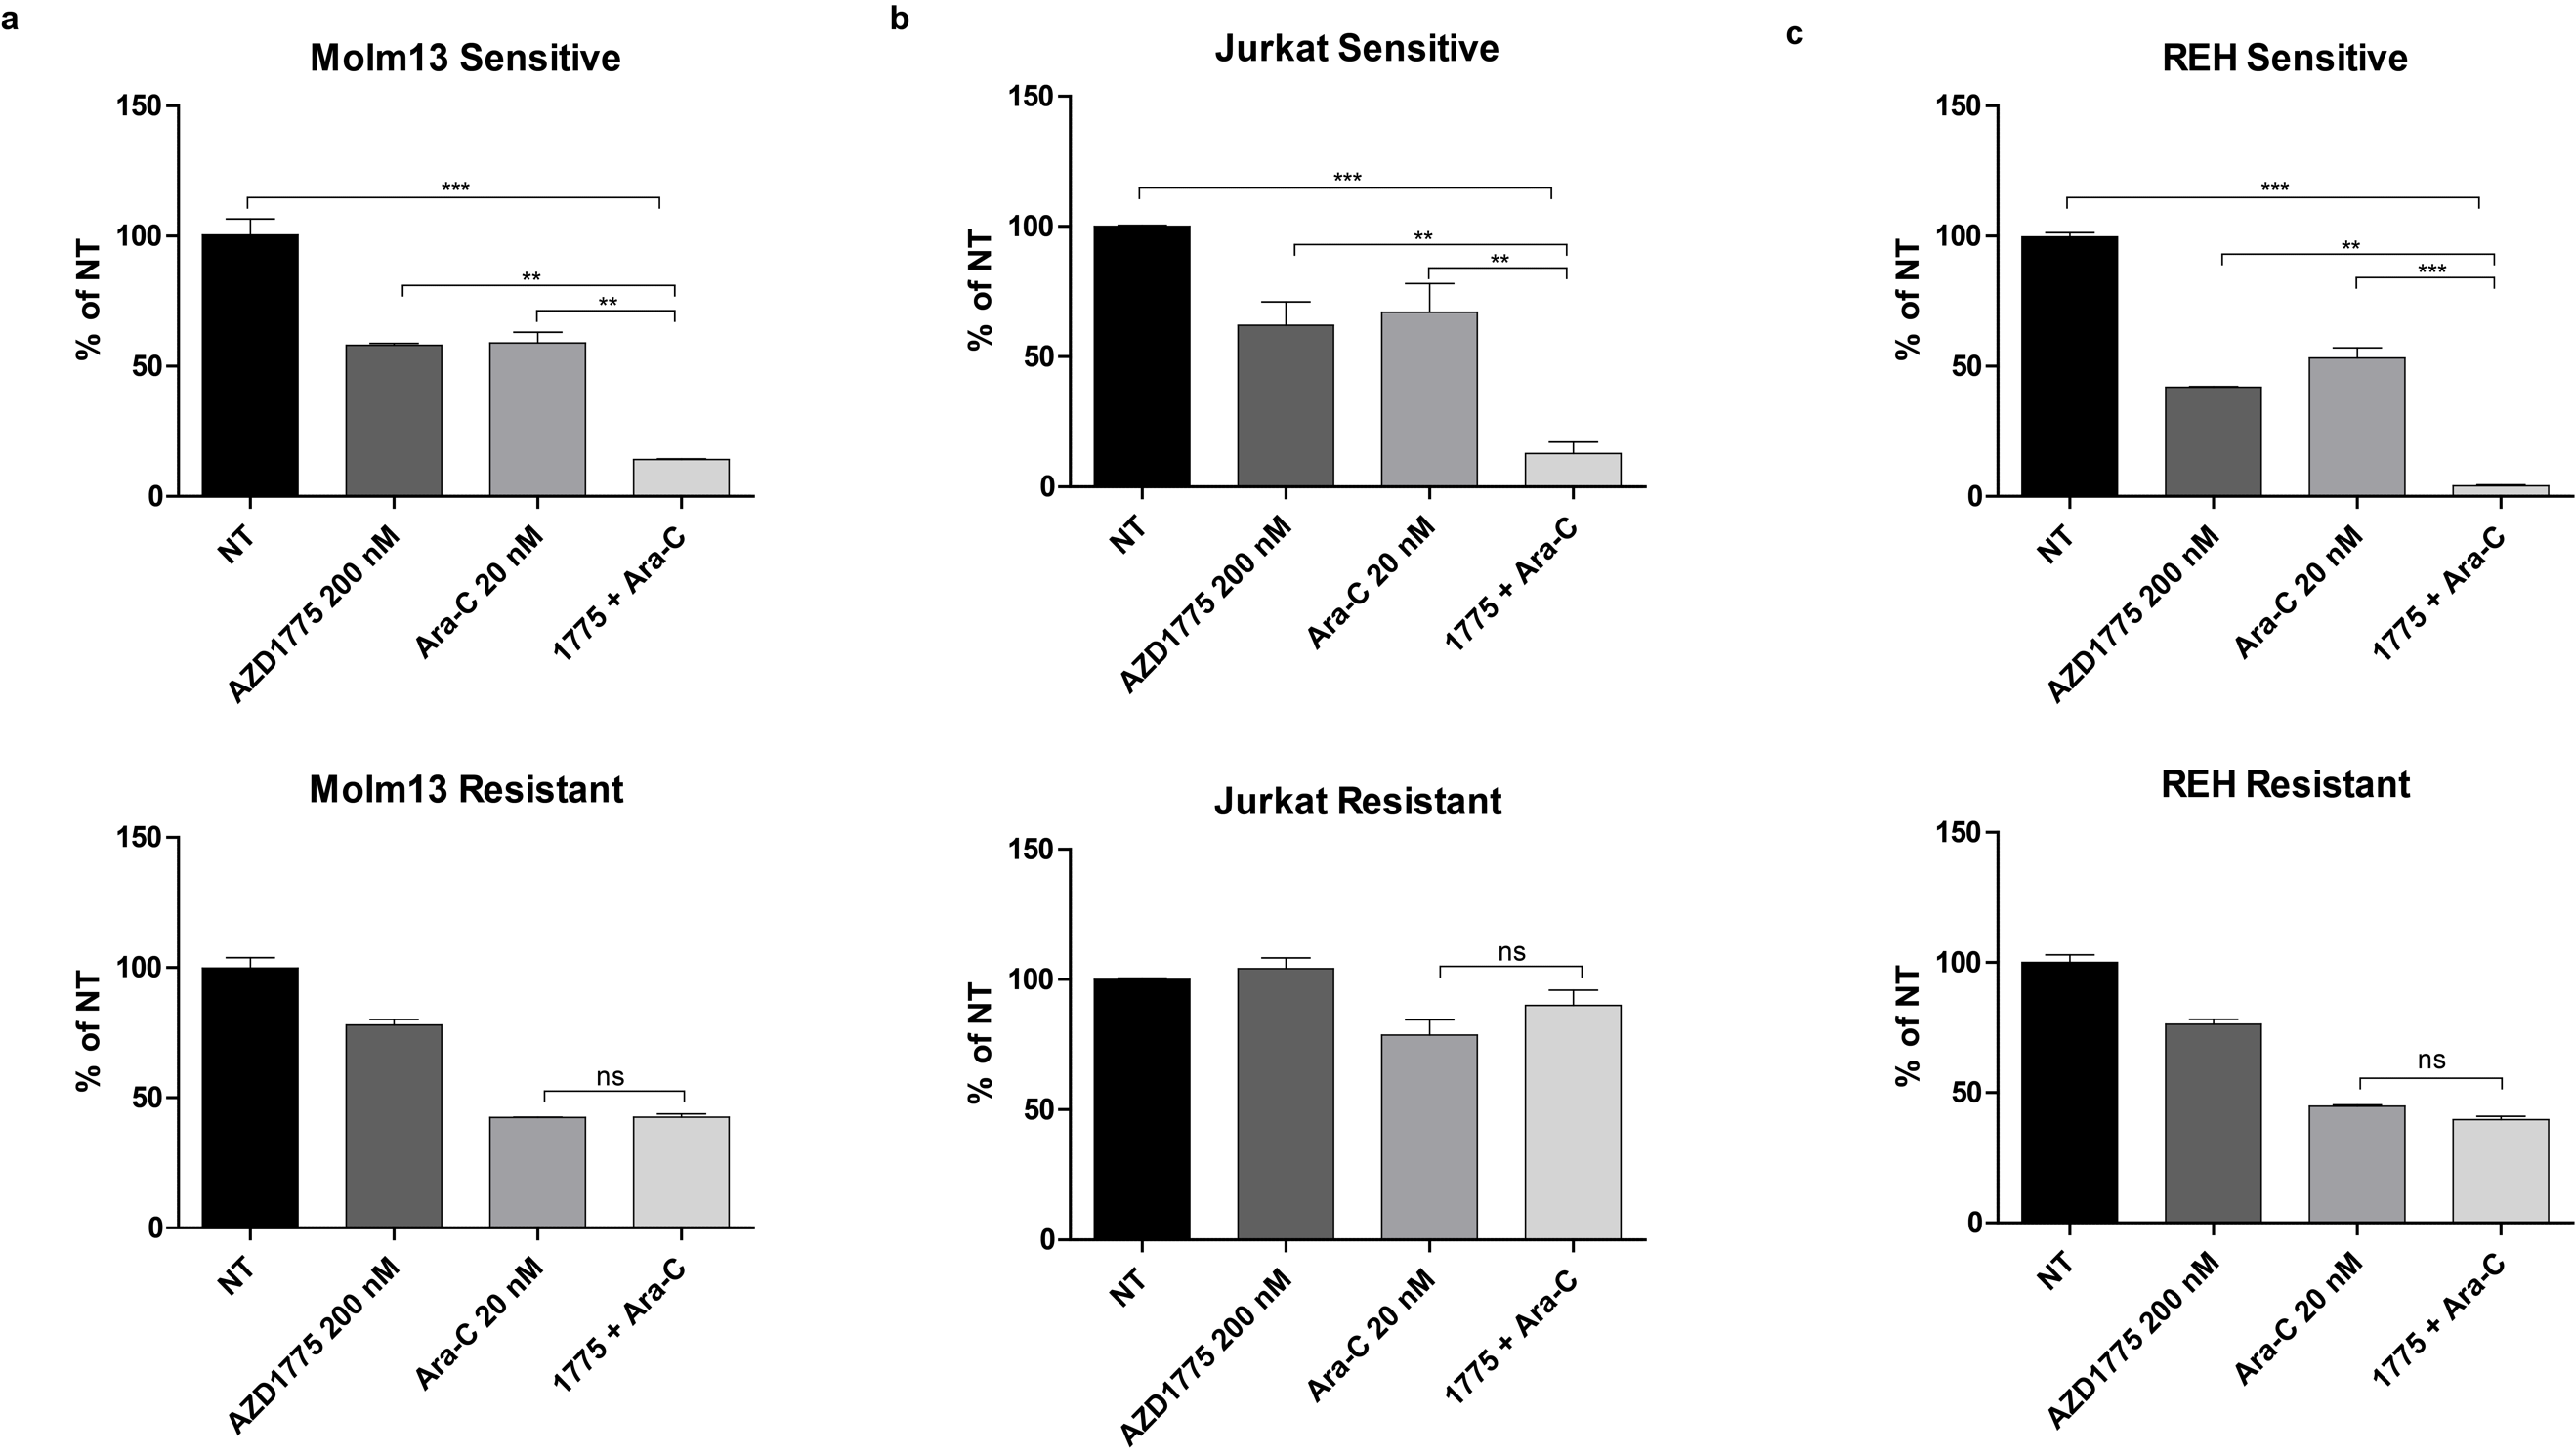 a
Molm13 Sensitive
150
100
50
0
% of NT
***
**
**
NT
AZD1775 200 nM
Ara-C 20 nM
1775 + Ara-C
Molm13 Resistant
150
100
50
0
% of NT
ns
NT
AZD1775 200 nM
Ara-C 20 nM
1775 + Ara-C
b
Jurkat Sensitive
150
100
50
0
% of NT
***
**
**
NT
AZD1775 200 nM
Ara-C 20 nM
1775 + Ara-C
Jurkat Resistant
150
100
50
0
% of NT
ns
NT
AZD1775 200 nM
Ara-C 20 nM
1775 + Ara-C
c
REH Sensitive
150
100
50
0
% of NT
***
**
***
NT
AZD1775 200 nM
Ara-C 20 nM
1775 + Ara-C
REH Resistant
150
100
50
0
% of NT
ns
NT
AZD1775 200 nM
Ara-C 20 nM
1775 + Ara-C